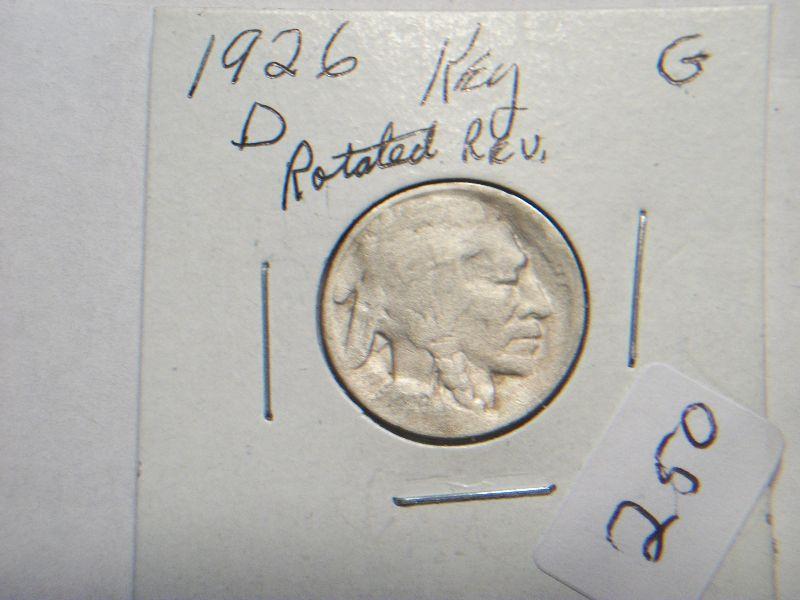 1926 Key G
D
Rotated Rev.
250